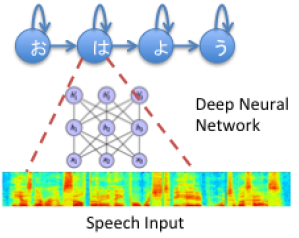 お は よ う
Deep Neural
Network
Speech Input